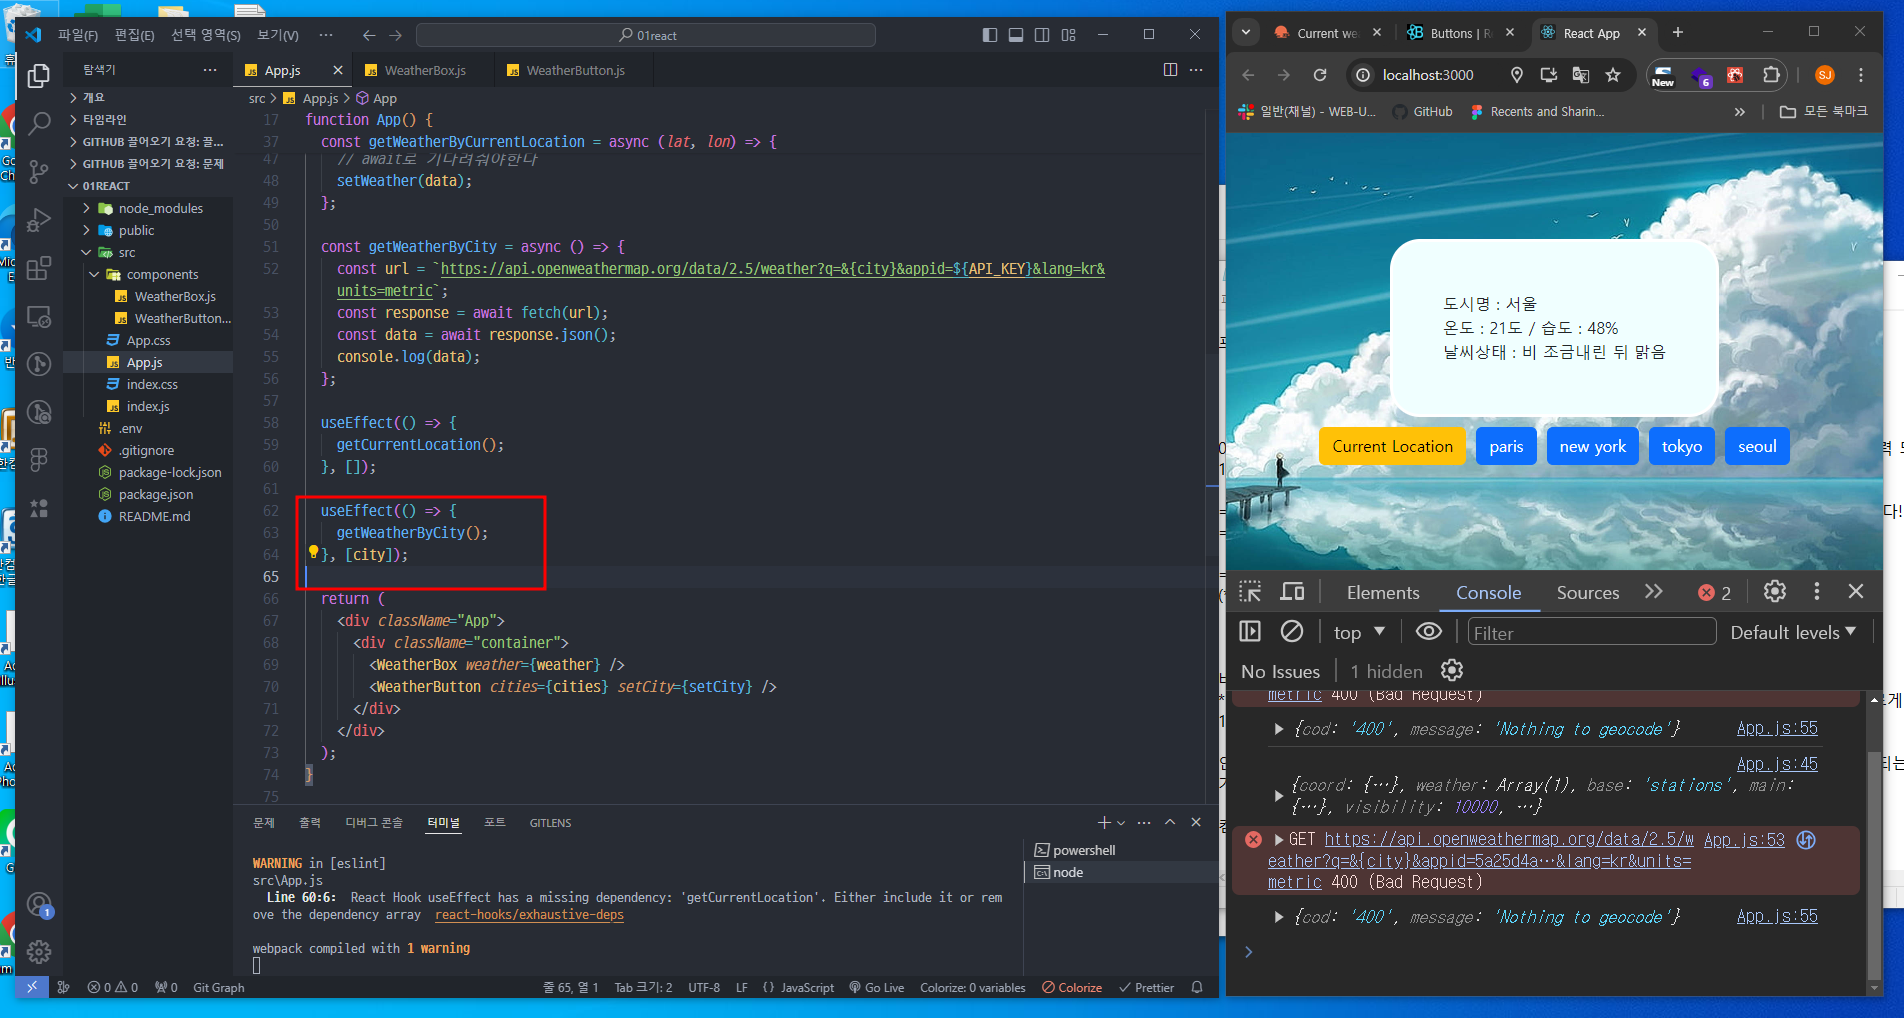 파일(F) 편집(E) 선택 영역(S) 보기(V) ··· 01react
탐색기 ···
개요
타임라인
GITHUB 끌어오기 요청: 끌...
GITHUB 끌어오기 요청: 문제
01REACT
node_modules
public
src
components
WeatherBox.js
WeatherButton...
App.css
App.js
index.css
index.js
.env
.gitignore
package-lock.json
package.json
README.md
1
App.js WeatherBox.js WeatherButton.js
src > App.js > App
17 function App() {
37 const getWeatherByCurrentLocation = async (lat, lon) => {
47 // await로 기다려줘야한다
48 setWeather(data);
49 };
50
51 const getWeatherByCity = async () => {
52 const url = `https://api.openweathermap.org/data/2.5/weather?q=&{city}&appid=${API_KEY}&lang=kr&
units=metric`;
53 const response = await fetch(url);
54 const data = await response.json();
55 console.log(data);
56 };
57
58 useEffect(() => {
59 getCurrentLocation();
60 }, []);
61
62 useEffect(() => {
63 getWeatherByCity();
64 }, [city]);
65
66 return (
67 <div className="App">
68 <div className="container">
69 <WeatherBox weather={weather} />
70 <WeatherButton cities={cities} setCity={setCity} />
71 </div>
72 </div>
73 );
74 }
75
문제 출력 디버그 콘솔 터미널 포트 GITLENS
WARNING in [eslint]
src\App.js
Line 60:6: React Hook useEffect has a missing dependency: 'getCurrentLocation'. Either include it or rem
ove the dependency array react-hooks/exhaustive-deps
webpack compiled with 1 warning
powershell
node
0 0 0 Git Graph 줄 65, 열 1 Tab 크기: 2 UTF-8 LF {} JavaScript Go Live Colorize: 0 variables Colorize Prettier
Current we Buttons | R React App
localhost:3000 New 6 SJ
일반(채널) - WEB-U... GitHub Recents and Sharin... » 모든 북마크
도시명 : 서울
온도 : 21도 / 습도 : 48%
날씨상태 : 비 조금내린 뒤 맑음
Current Location paris new york tokyo seoul
Elements Console Sources 2
top Filter Default levels
No Issues 1 hidden
metric 400 (Bad Request)
{cod: '400', message: 'Nothing to geocode'} App.js:55
App.js:45
{coord: {…}, weather: Array(1), base: 'stations', main:
{…}, visibility: 10000, …}
GET https://api.openweathermap.org/data/2.5/w App.js:53
eather?q=&{city}&appid=5a25d4a…&lang=kr&units=
metric 400 (Bad Request)
{cod: '400', message: 'Nothing to geocode'} App.js:55